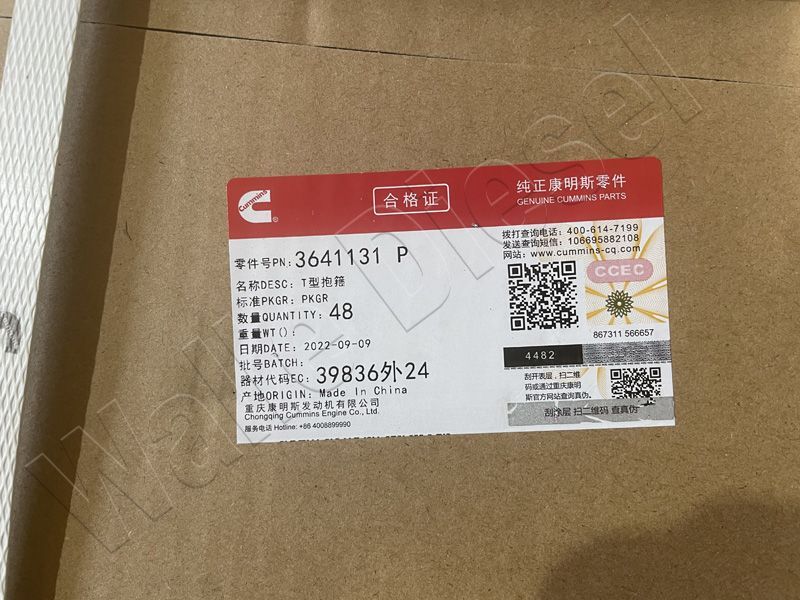 Cummins
合格证
纯正康明斯零件
GENUINE CUMMINS PARTS
零件号PN: 3641131 P
名称DESC: T型抱箍
标准PKGR: PKGR
数量QUANTITY: 48
重量WT():
日期DATE: 2022-09-09
批号BATCH:
器材代码EC: 39836外24
产地ORIGIN: Made In China
重庆康明斯发动机有限公司
Chongqing Cummins Engine Co., Ltd.
服务电话 Hotline: +86 4008899990
拨打查询电话: 400-614-7199
发送查询短信: 106695882108
网站: www.cummins-cq.com
CCEC
867311 566657
4482
刮开表层，扫二维
码或通过重庆康明
斯官方网站查询真伪.
刮涂层 扫二维码 查真伪
Walke Diesel